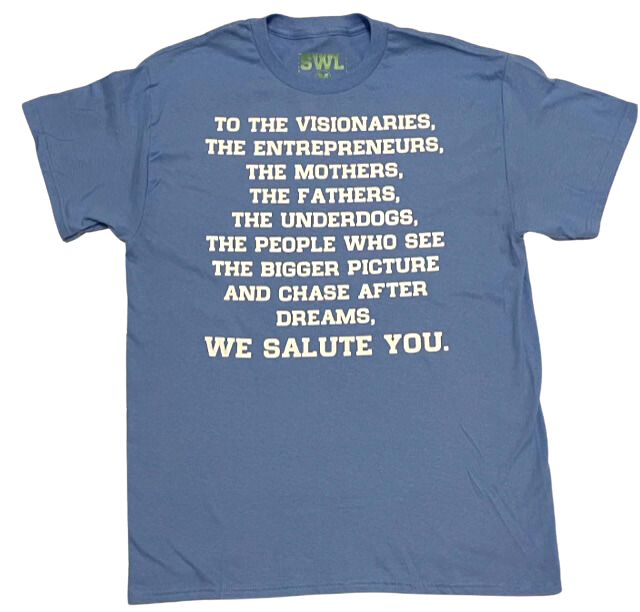 SWL
TO THE VISIONARIES,
THE ENTREPRENEURS,
THE MOTHERS,
THE FATHERS,
THE UNDERDOGS,
THE PEOPLE WHO SEE
THE BIGGER PICTURE
AND CHASE AFTER
DREAMS,
WE SALUTE YOU.